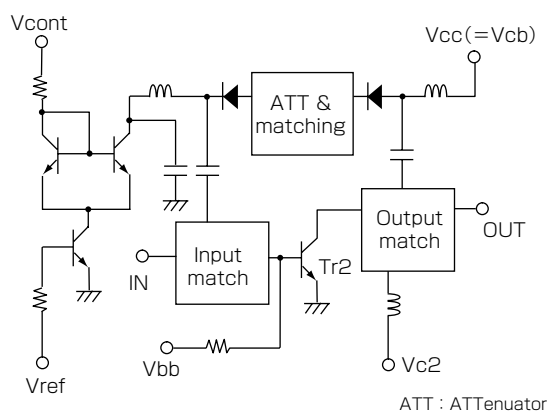 Vcont
Vcc(=Vcb)
ATT &
matching
Input
match
Output
match
IN
Tr2
OUT
Vbb
Vref
Vc2
ATT : ATTenuator